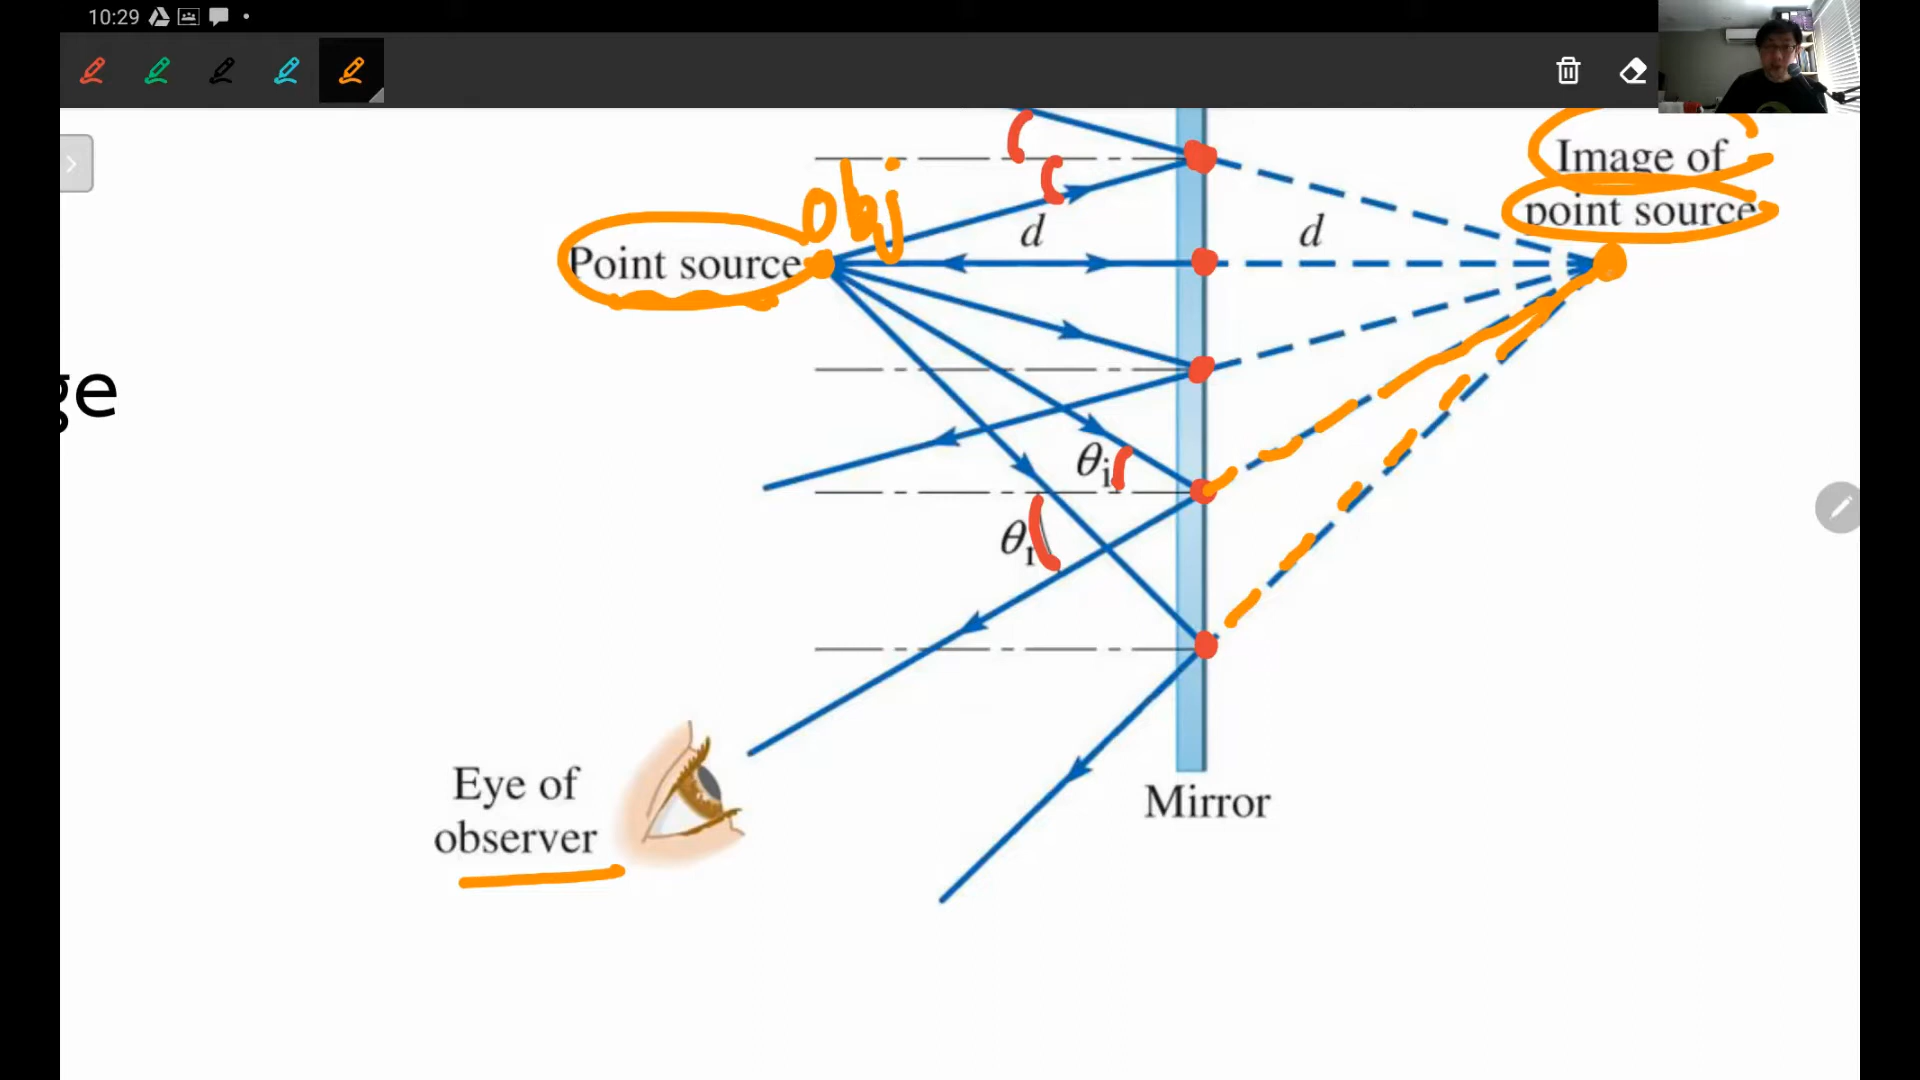 10:29
Image of
point source
obj
d
d
Point source
ge
θi
θr
Eye of
observer
Mirror